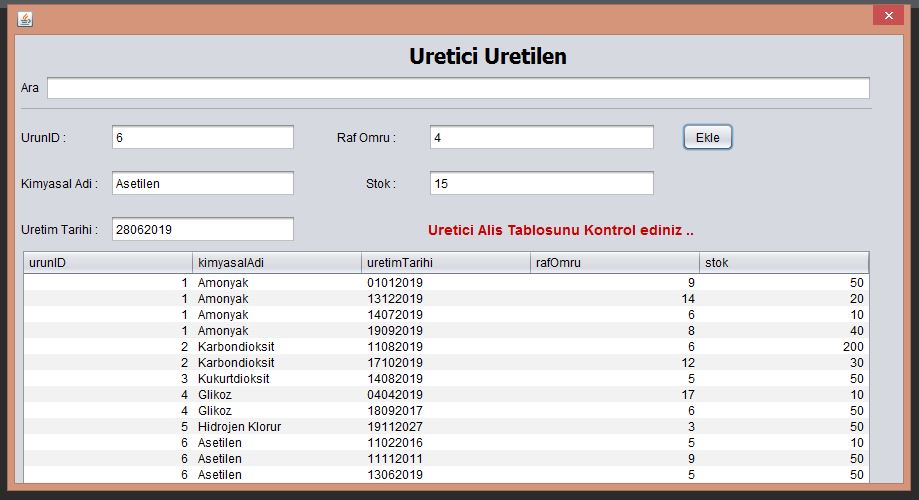 Uretici Uretilen
Ara
UrunID : 6 Raf Omru : 4 Ekle
Kimyasal Adi : Asetilen Stok : 15
Uretim Tarihi : 28062019 Uretici Alis Tablosunu Kontrol ediniz ..
urunID kimyasalAdi uretimTarihi rafOmru stok
1 Amonyak 01012019 9 50
1 Amonyak 13122019 14 20
1 Amonyak 14072019 6 10
1 Amonyak 19092019 8 40
2 Karbondioksit 11082019 6 200
2 Karbondioksit 17102019 12 30
3 Kukurtdioksit 14082019 5 50
4 Glikoz 04042019 17 10
4 Glikoz 18092017 6 50
5 Hidrojen Klorur 19112027 3 50
6 Asetilen 11022016 5 10
6 Asetilen 11112011 9 50
6 Asetilen 13062019 5 50